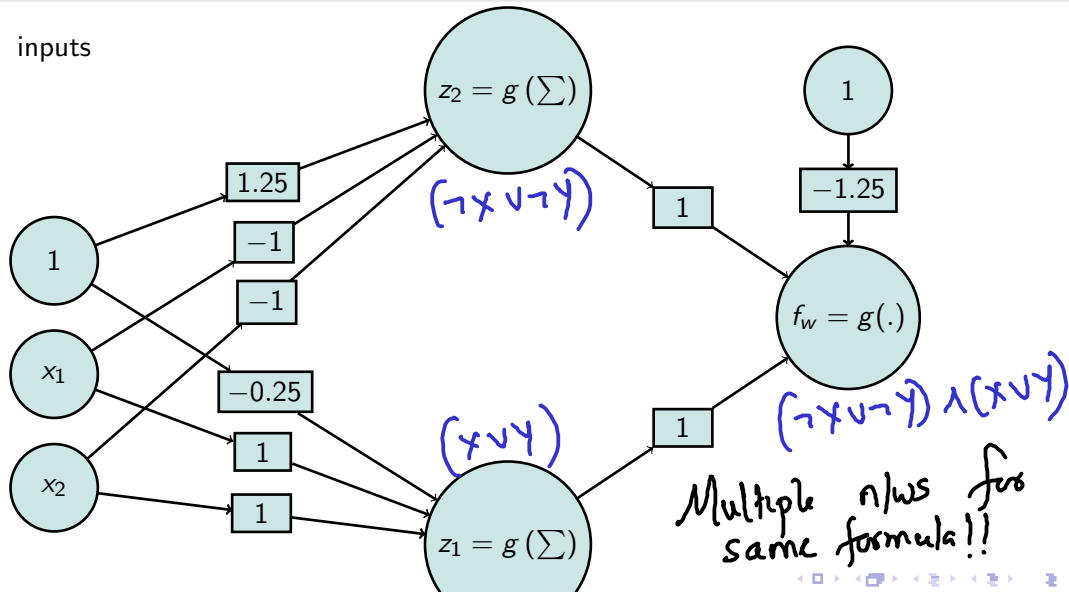 inputs
z₂ = g (∑)
1
1.25
(¬X ∨ ¬Y)
1
−1.25
−1
1
−1
x₁
f_w = g(.)
−0.25
(¬X ∨ ¬Y) ∧ (X ∨ Y)
(X ∨ Y)
1
1
x₂
1
z₁ = g (∑)
Multiple n/ws for
same formula!!